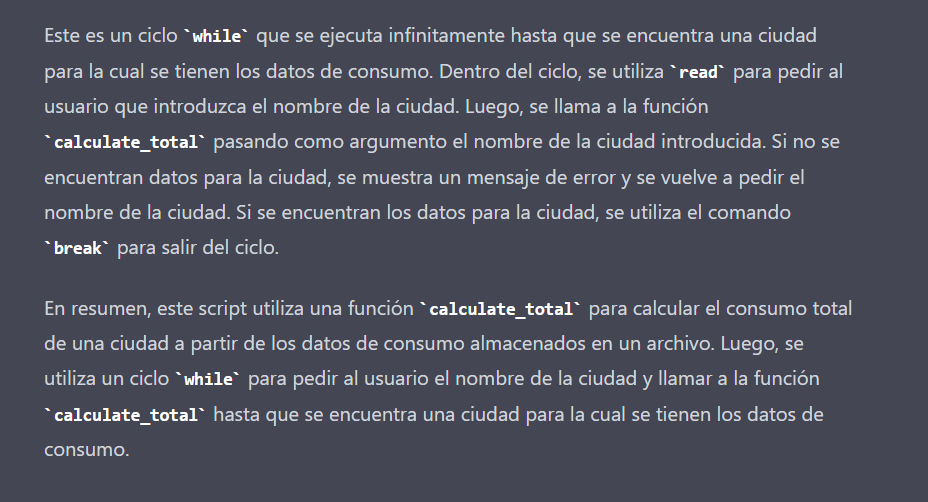 Este es un ciclo `while` que se ejecuta infinitamente hasta que se encuentra una ciudad
para la cual se tienen los datos de consumo. Dentro del ciclo, se utiliza `read` para pedir al
usuario que introduzca el nombre de la ciudad. Luego, se llama a la función
`calculate_total` pasando como argumento el nombre de la ciudad introducida. Si no se
encuentran datos para la ciudad, se muestra un mensaje de error y se vuelve a pedir el
nombre de la ciudad. Si se encuentran los datos para la ciudad, se utiliza el comando
`break` para salir del ciclo.
En resumen, este script utiliza una función `calculate_total` para calcular el consumo total
de una ciudad a partir de los datos de consumo almacenados en un archivo. Luego, se
utiliza un ciclo `while` para pedir al usuario el nombre de la ciudad y llamar a la función
`calculate_total` hasta que se encuentra una ciudad para la cual se tienen los datos de
consumo.